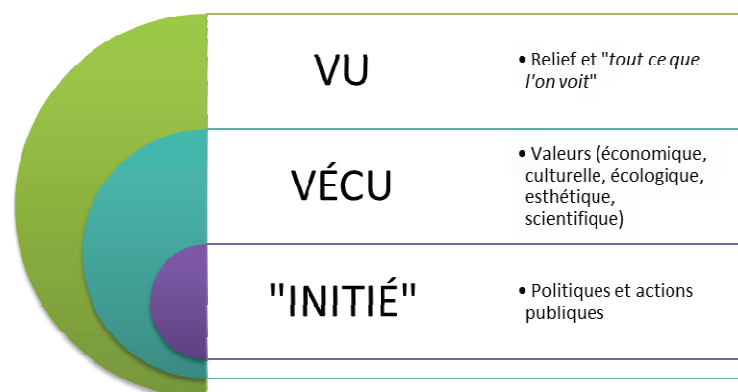 VU
• Relief et "tout ce que
l'on voit"
VÉCU
• Valeurs (économique,
culturelle, écologique,
esthétique,
scientifique)
"INITIÉ"
• Politiques et actions
publiques